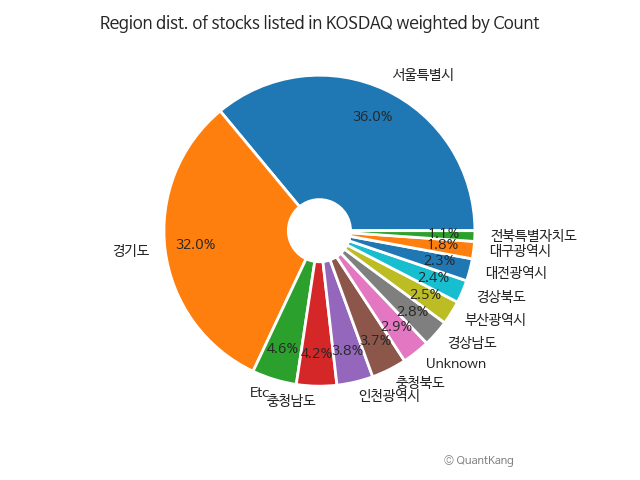 Region dist. of stocks listed in KOSDAQ weighted by Count
서울특별시
36.0%
경기도
32.0%
Etc
4.6%
충청남도
4.2%
인천광역시
3.8%
충청북도
3.7%
Unknown
2.9%
경상남도
2.8%
부산광역시
2.5%
경상북도
2.4%
대전광역시
2.3%
대구광역시
1.8%
전북특별자치도
1.1%
© QuantKang